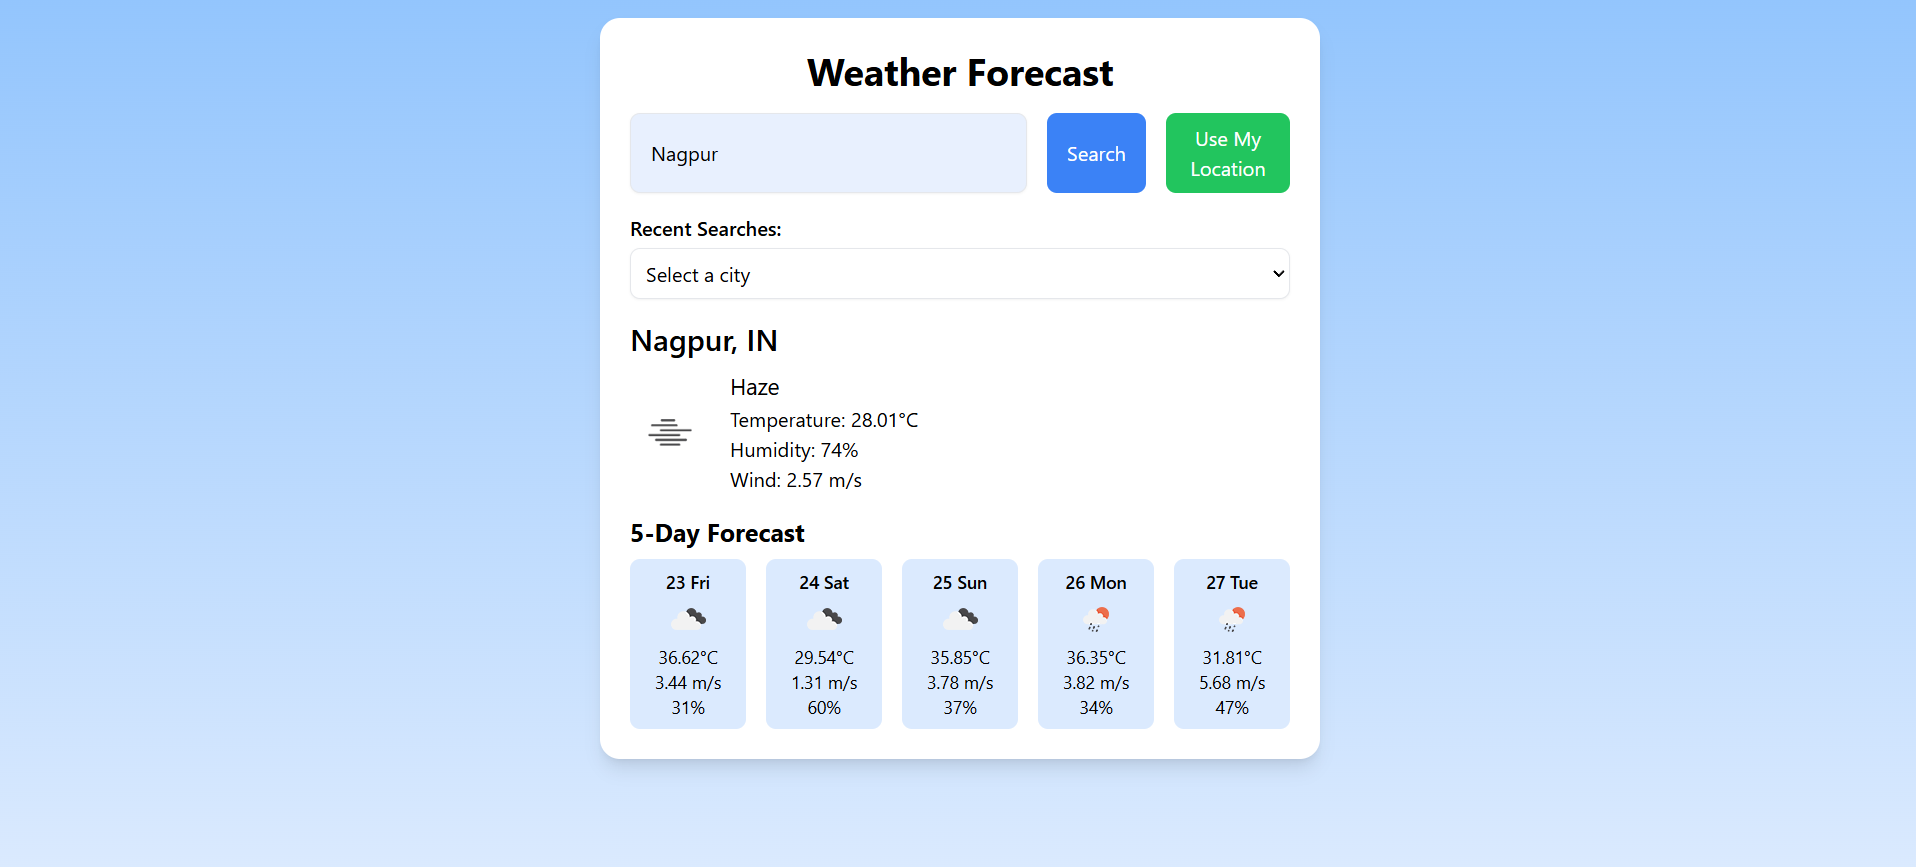 Weather Forecast
Nagpur
Search
Use My
Location
Recent Searches:
Select a city
Nagpur, IN
Haze
Temperature: 28.01°C
Humidity: 74%
Wind: 2.57 m/s
5-Day Forecast
23 Fri
36.62°C
3.44 m/s
31%
24 Sat
29.54°C
1.31 m/s
60%
25 Sun
35.85°C
3.78 m/s
37%
26 Mon
36.35°C
3.82 m/s
34%
27 Tue
31.81°C
5.68 m/s
47%